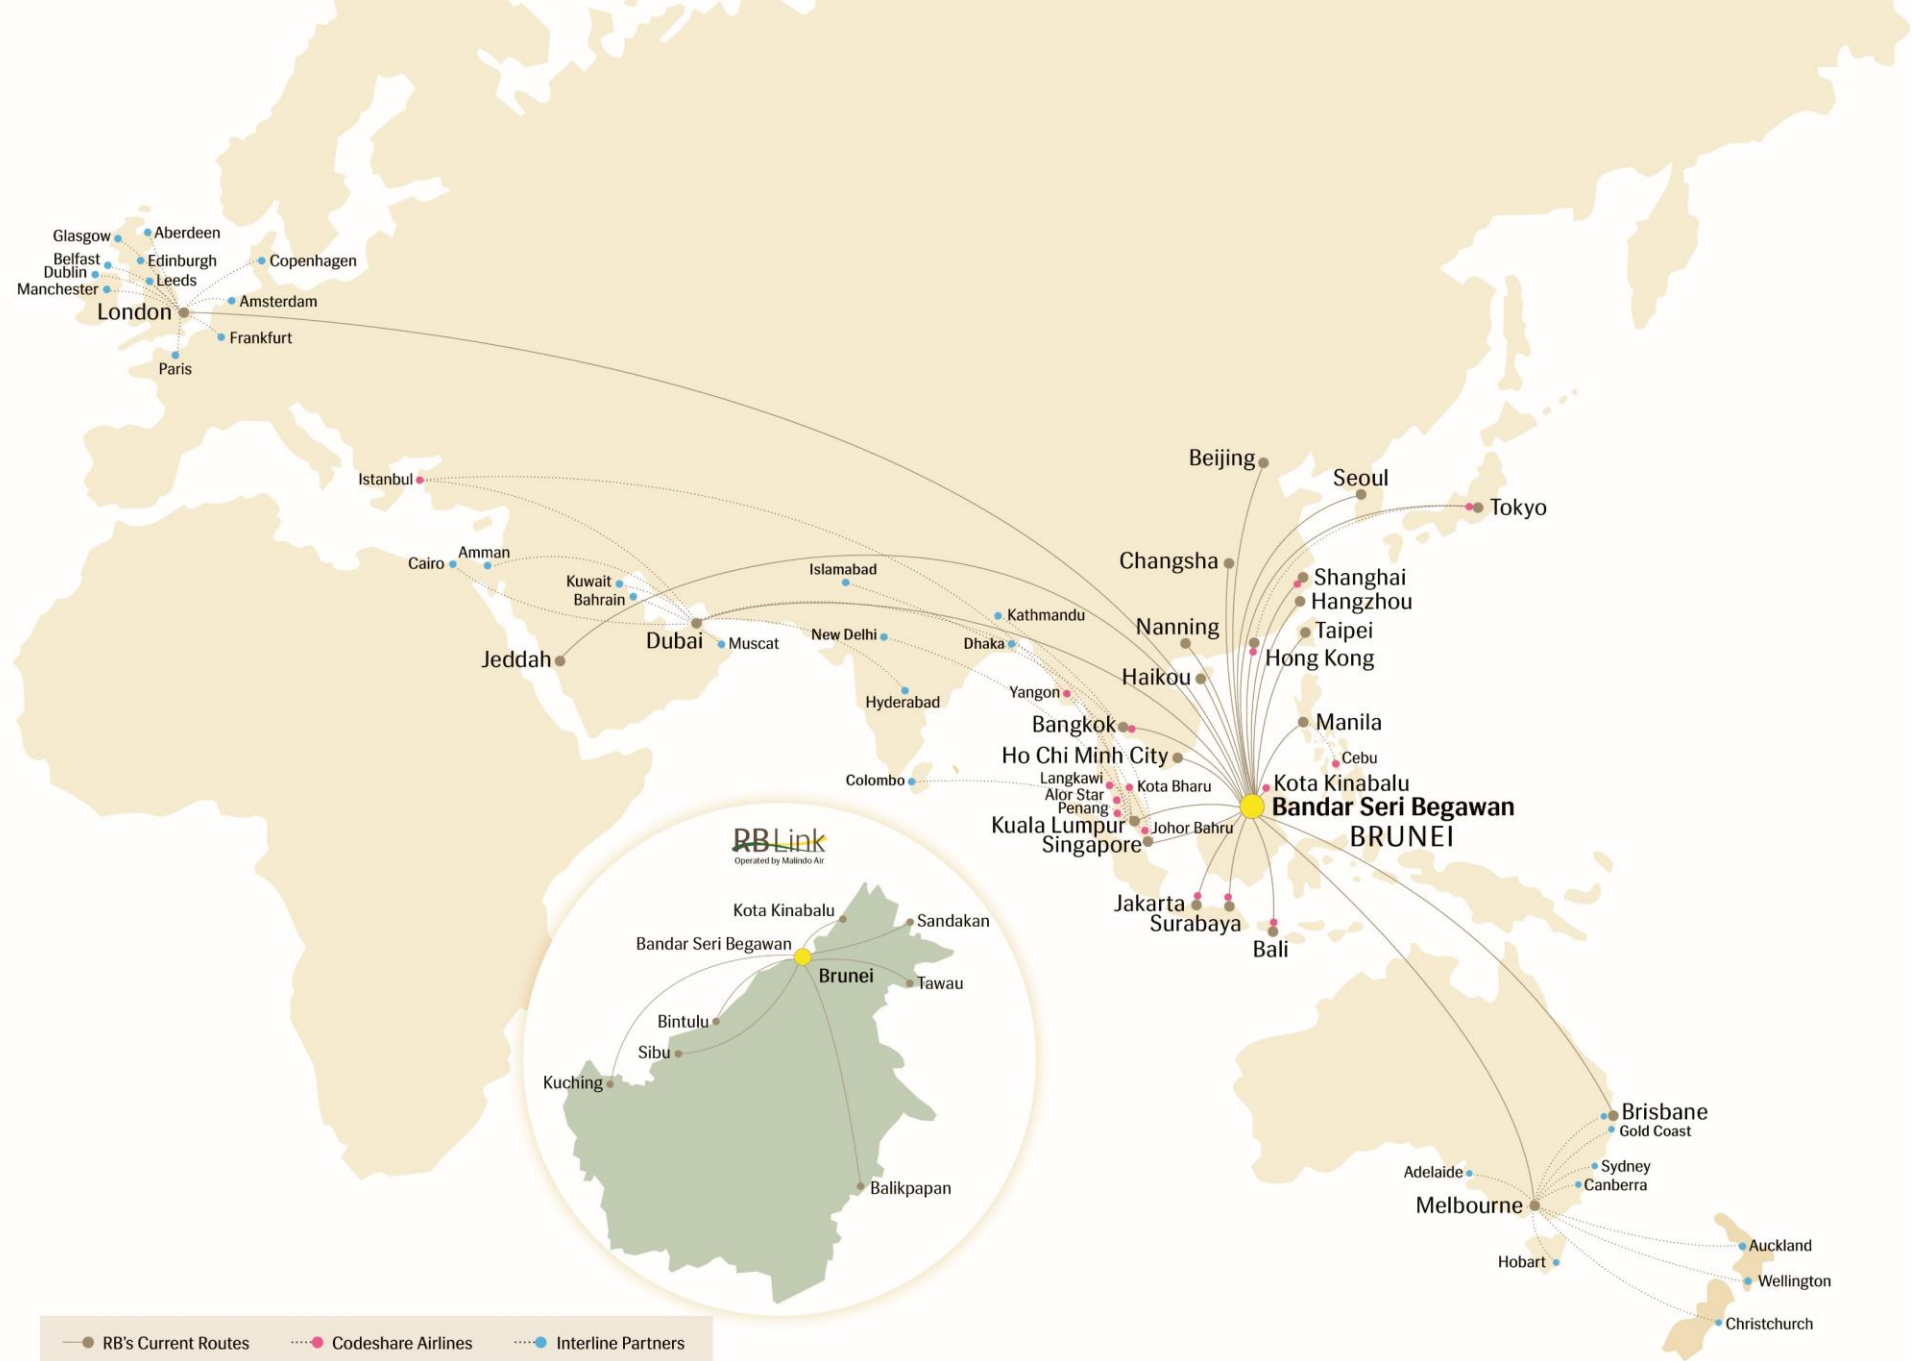 Glasgow
Aberdeen
Belfast
Edinburgh
Copenhagen
Dublin
Leeds
Manchester
Amsterdam
London
Frankfurt
Paris
Beijing
Seoul
Istanbul
Tokyo
Cairo
Amman
Changsha
Kuwait
Islamabad
Shanghai
Bahrain
Hangzhou
Kathmandu
Nanning
Taipei
Dubai
Muscat
New Delhi
Dhaka
Jeddah
Hong Kong
Haikou
Yangon
Hyderabad
Bangkok
Manila
Ho Chi Minh City
Cebu
Colombo
Langkawi
Kota Bharu
Kota Kinabalu
Alor Star
Penang
Bandar Seri Begawan
Kuala Lumpur
Johor Bahru
BRUNEI
Singapore
RB Link
Operated by Malindo Air
Jakarta
Surabaya
Bali
Kota Kinabalu
Sandakan
Bandar Seri Begawan
Brunei
Tawau
Bintulu
Sibu
Kuching
Balikpapan
Brisbane
Gold Coast
Adelaide
Sydney
Canberra
Melbourne
Auckland
Hobart
Wellington
Christchurch
RB's Current Routes
Codeshare Airlines
Interline Partners